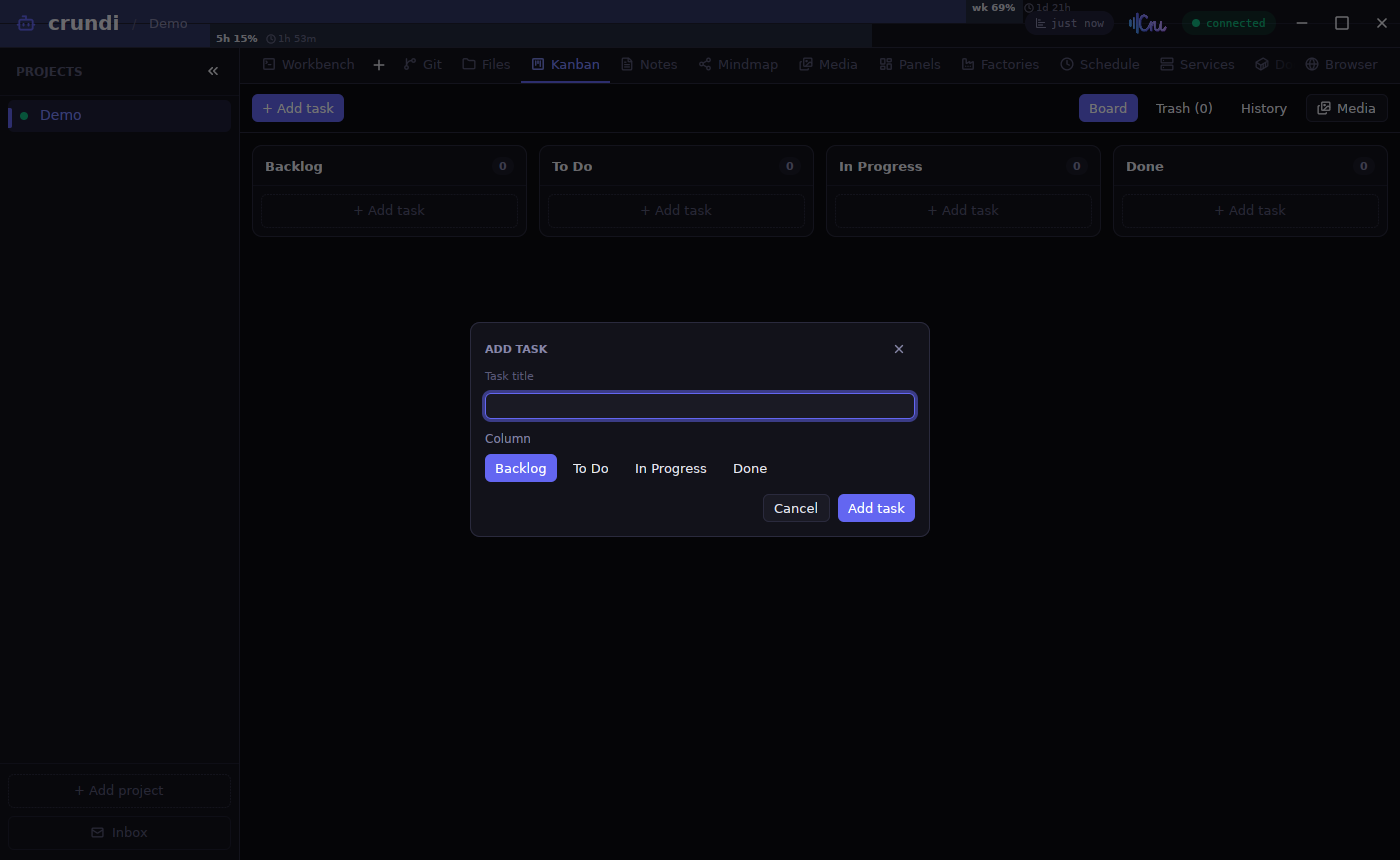 wk 69% 1d 21h
crundi / Demo
just now
Cru
connected
5h 15% 1h 53m
PROJECTS
Workbench
Git
Files
Kanban
Notes
Mindmap
Media
Panels
Factories
Schedule
Services
Browser
Demo
+ Add task
Board
Trash (0)
History
Media
Backlog 0
To Do 0
In Progress 0
Done 0
+ Add task
+ Add task
+ Add task
+ Add task
ADD TASK
Task title
Column
Backlog
To Do
In Progress
Done
Cancel
Add task
+ Add project
Inbox